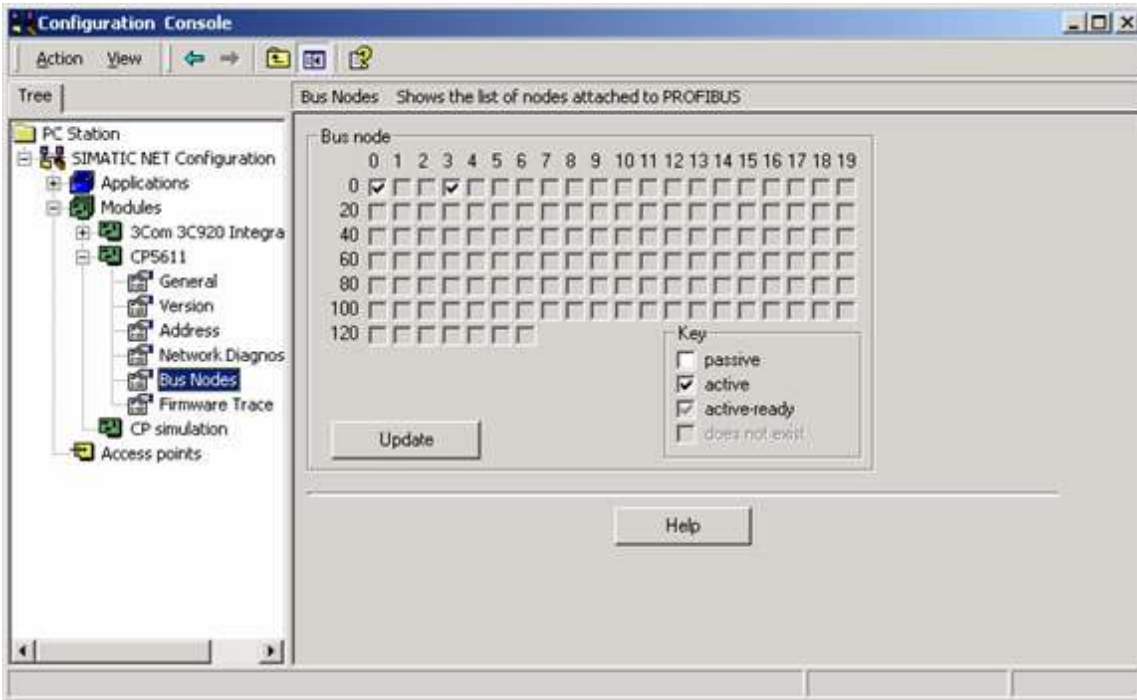 Configuration Console
Action View
Tree
Bus Nodes Shows the list of nodes attached to PROFIBUS
PC Station
SIMATIC NET Configuration
Applications
Modules
3Com 3C920 Integra
CP5611
General
Version
Address
Network Diagnos
Bus Nodes
Firmware Trace
CP simulation
Access points
Bus node
0 1 2 3 4 5 6 7 8 9 10 11 12 13 14 15 16 17 18 19
0
20
40
60
80
100
120
Key
passive
active
active-ready
does not exist
Update
Help